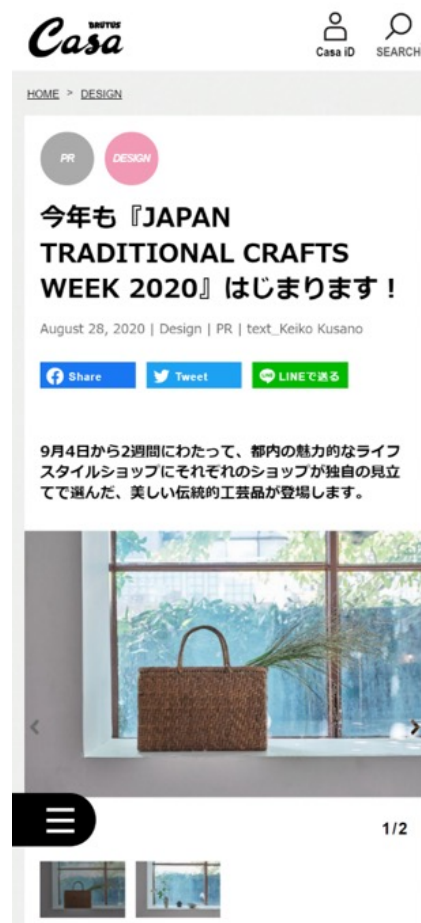 BRUTUS
Casa
Casa iD
SEARCH
HOME > DESIGN
PR
DESIGN
今年も『JAPAN
TRADITIONAL CRAFTS
WEEK 2020』はじまります!
August 28, 2020 | Design | PR | text_Keiko Kusano
Share
Tweet
LINE LINEで送る
9月4日から2週間にわたって、都内の魅力的なライフ
スタイルショップにそれぞれのショップが独自の見立
てで選んだ、美しい伝統的工芸品が登場します。
1/2